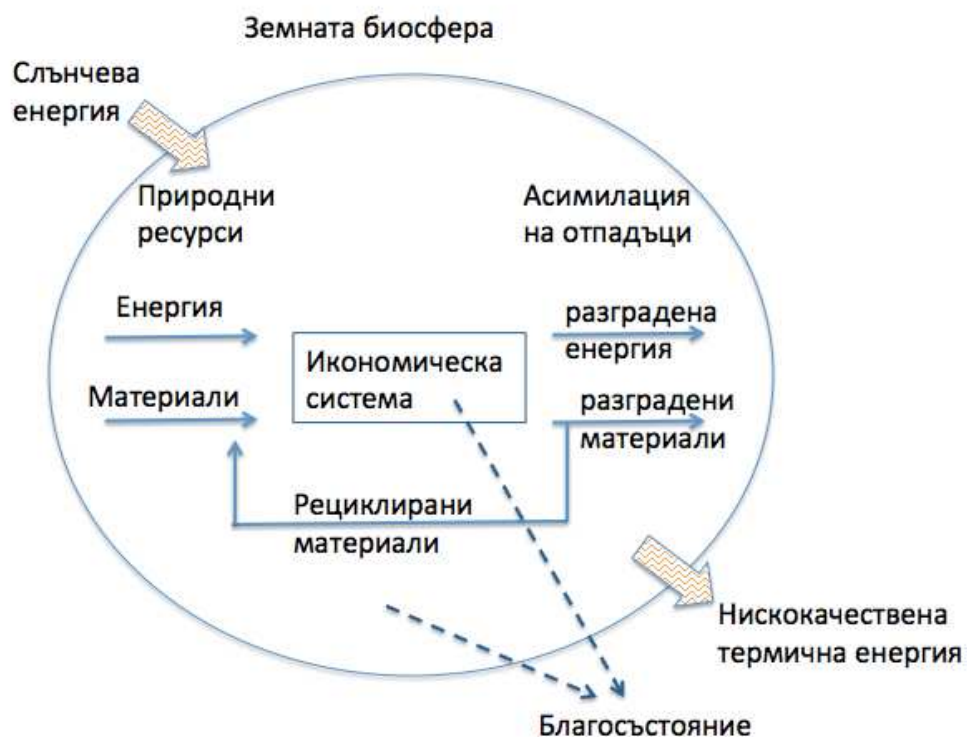 Земната биосфера
Слънчева
енергия
Природни
ресурси
Асимилация
на отпадъци
Енергия
разградена
енергия
Икономическа
система
Материали
разградени
материали
Рециклирани
материали
Нискокачествена
термична енергия
Благосъстояние